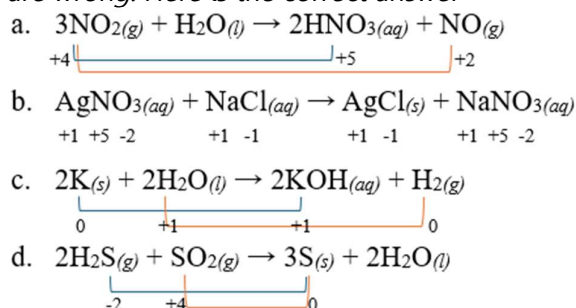 are wrong. Here is the correct answer
a. 3NO2(g) + H2O(l) → 2HNO3(aq) + NO(g)
+4 +5 +2
b. AgNO3(aq) + NaCl(aq) → AgCl(s) + NaNO3(aq)
+1 +5 -2 +1 -1 +1 -1 +1 +5 -2
c. 2K(s) + 2H2O(l) → 2KOH(aq) + H2(g)
0 +1 +1 0
d. 2H2S(g) + SO2(g) → 3S(s) + 2H2O(l)
-2 +4 0